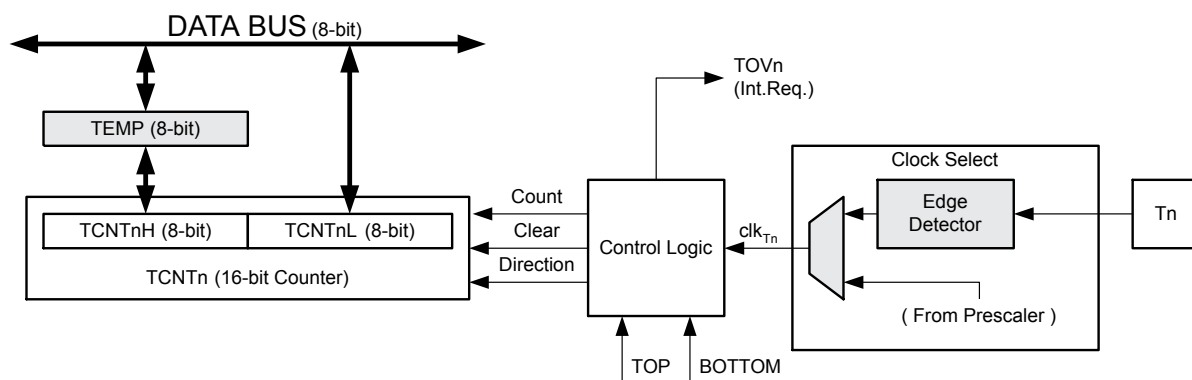 DATA BUS (8-bit)
TOVn
(Int.Req.)
TEMP (8-bit)
Clock Select
Count
Edge
Detector
Tn
TCNTnH (8-bit)
TCNTnL (8-bit)
Clear
Control Logic
clkTn
TCNTn (16-bit Counter)
Direction
( From Prescaler )
TOP
BOTTOM